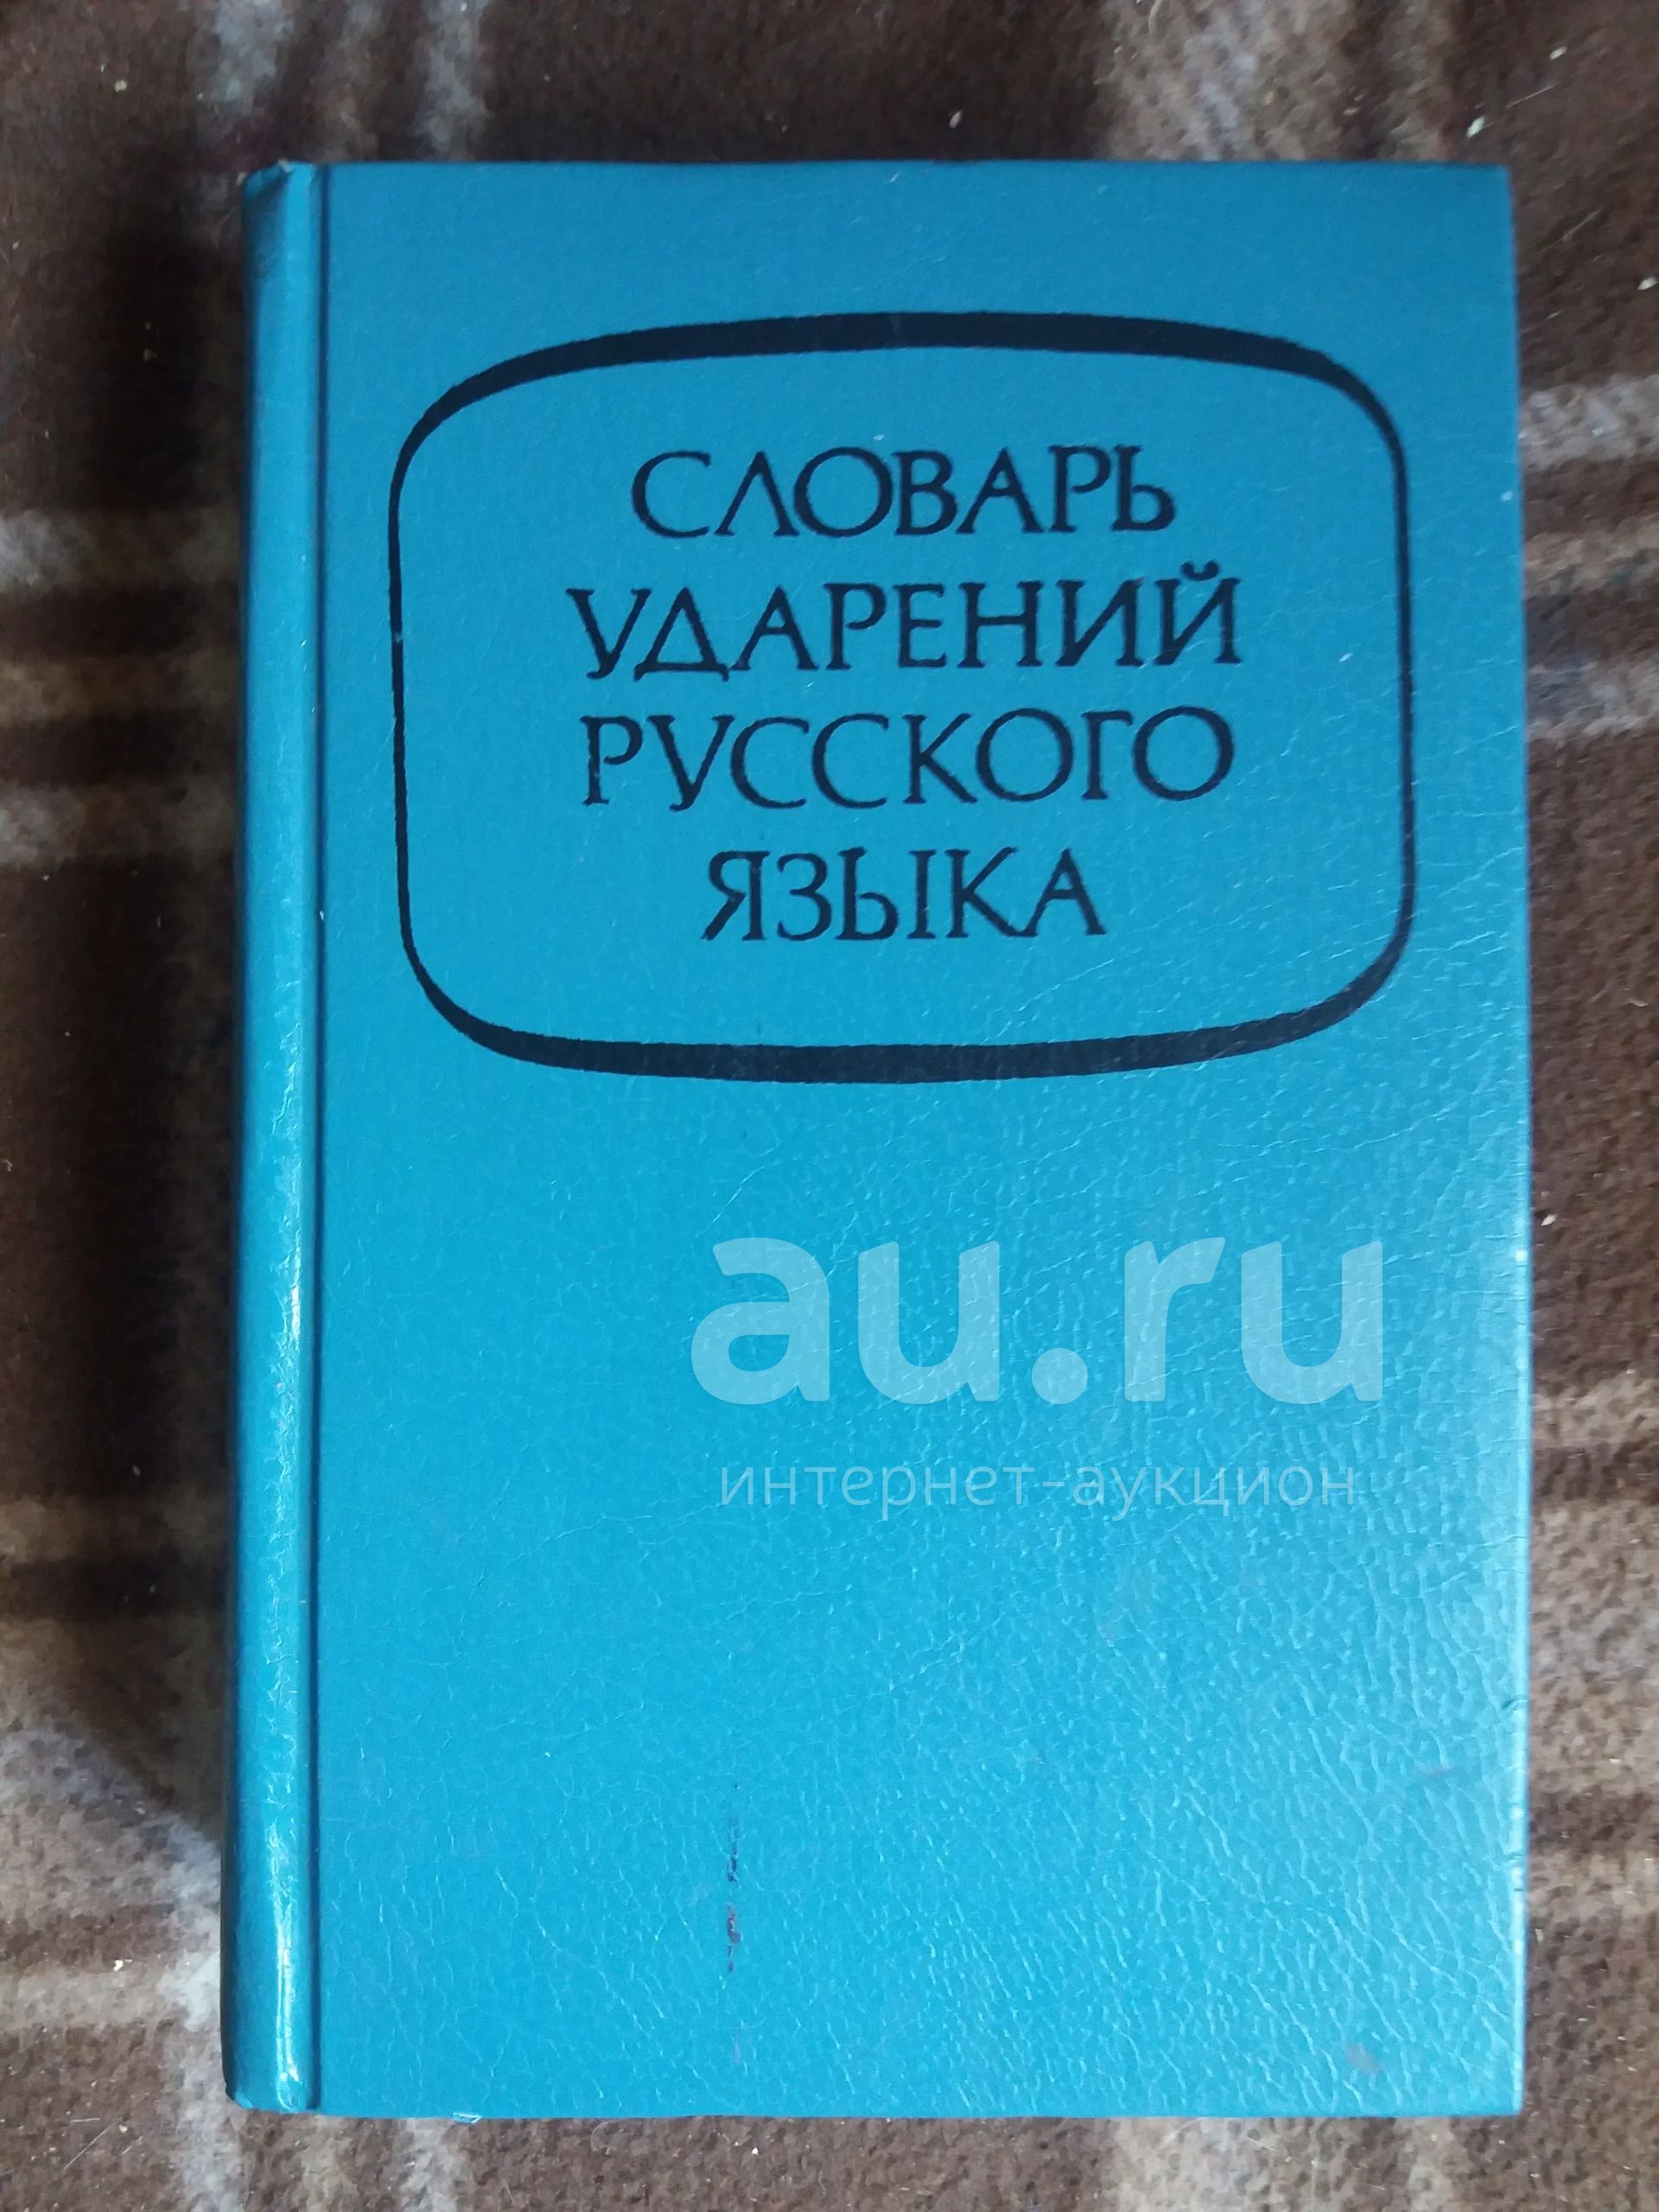 СЛОВАРЬ
УДАРЕНИЙ
РУССКОГО
ЯЗЫКА
au.ru
интернет-аукцион